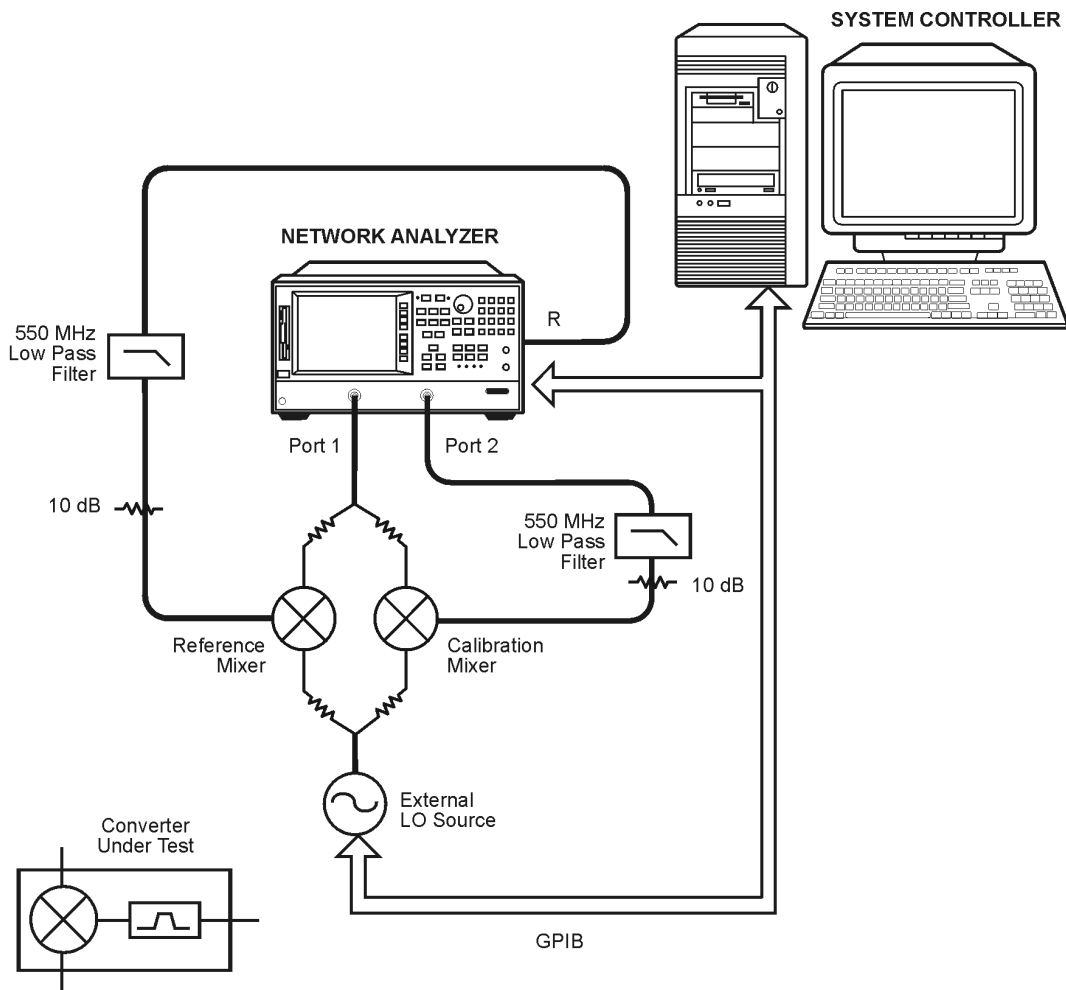 SYSTEM CONTROLLER
NETWORK ANALYZER
R
550 MHz
Low Pass
Filter
Port 1
Port 2
10 dB
550 MHz
Low Pass
Filter
10 dB
Reference
Mixer
Calibration
Mixer
External
LO Source
Converter
Under Test
GPIB